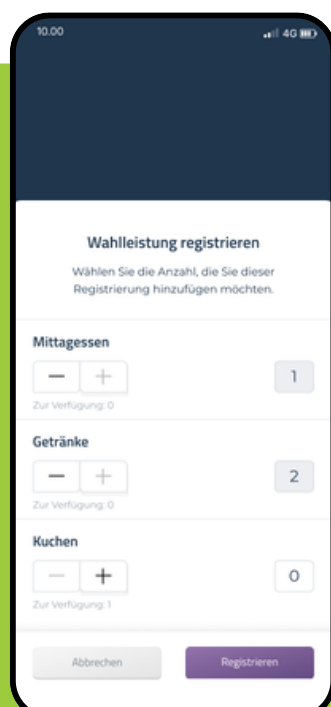 10.00 4G
Wahlleistung registrieren
Wählen Sie die Anzahl, die Sie dieser
Registrierung hinzufügen möchten.
Mittagessen
1
Zur Verfügung: 0
Getränke
2
Zur Verfügung: 0
Kuchen
0
Zur Verfügung: 1
Abbrechen Registrieren